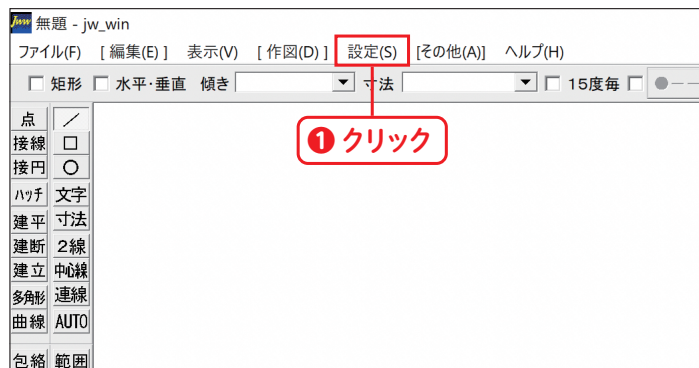 Jww 無題 - jw_win
ファイル(F) [ 編集(E) ] 表示(V) [ 作図(D) ] 設定(S) [その他(A)] ヘルプ(H)
矩形 水平・垂直 傾き 寸法 15度毎
❶ クリック
点 /
接線 □
接円 ○
ハッチ 文字
建平 寸法
建断 2線
建立 中心線
多角形 連線
曲線 AUTO
包絡 範囲